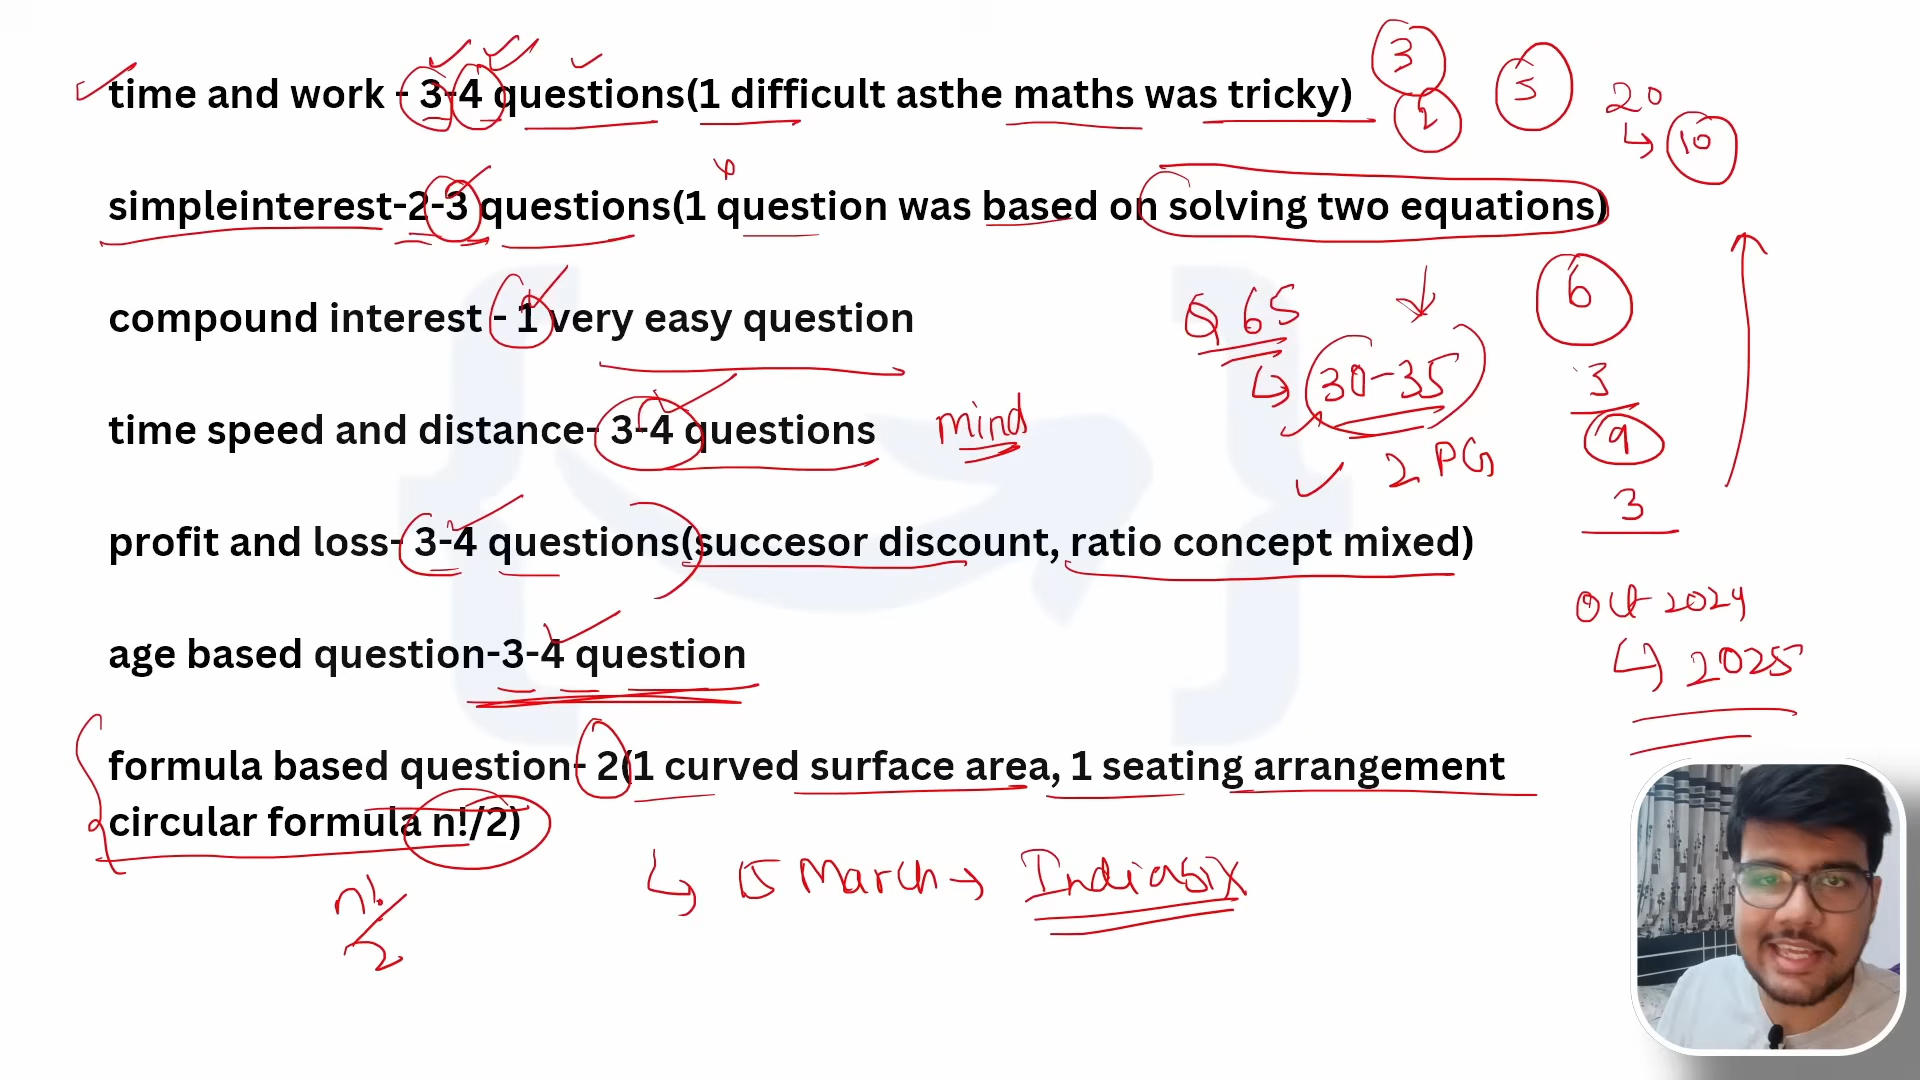 time and work - 3-4 questions(1 difficult asthe maths was tricky)
3
2
5
20
↳ 10
simpleinterest-2-3 questions(1 question was based on solving two equations)
compound interest - 1 very easy question
Q 65
↳ 30-35
2 PG
6
3
9
3
time speed and distance- 3-4 questions
mind
profit and loss- 3-4 questions(succesor discount, ratio concept mixed)
Oct 2024
↳ 2025
age based question-3-4 question
formula based question- 2(1 curved surface area, 1 seating arrangement
circular formula n!/2)
n!/2
↳ 15 March → Indiabix